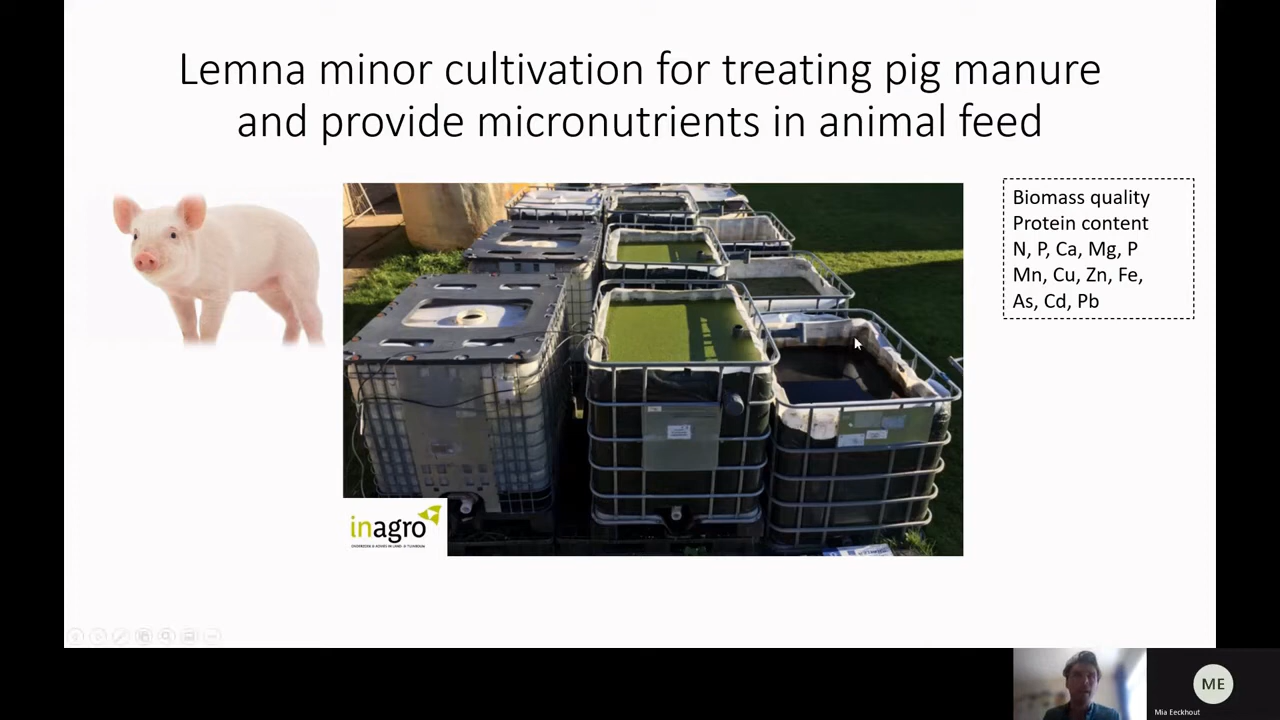 Lemna minor cultivation for treating pig manure
and provide micronutrients in animal feed
Biomass quality
Protein content
N, P, Ca, Mg, P
Mn, Cu, Zn, Fe,
As, Cd, Pb
inagro
ME
Mia Eeckhout